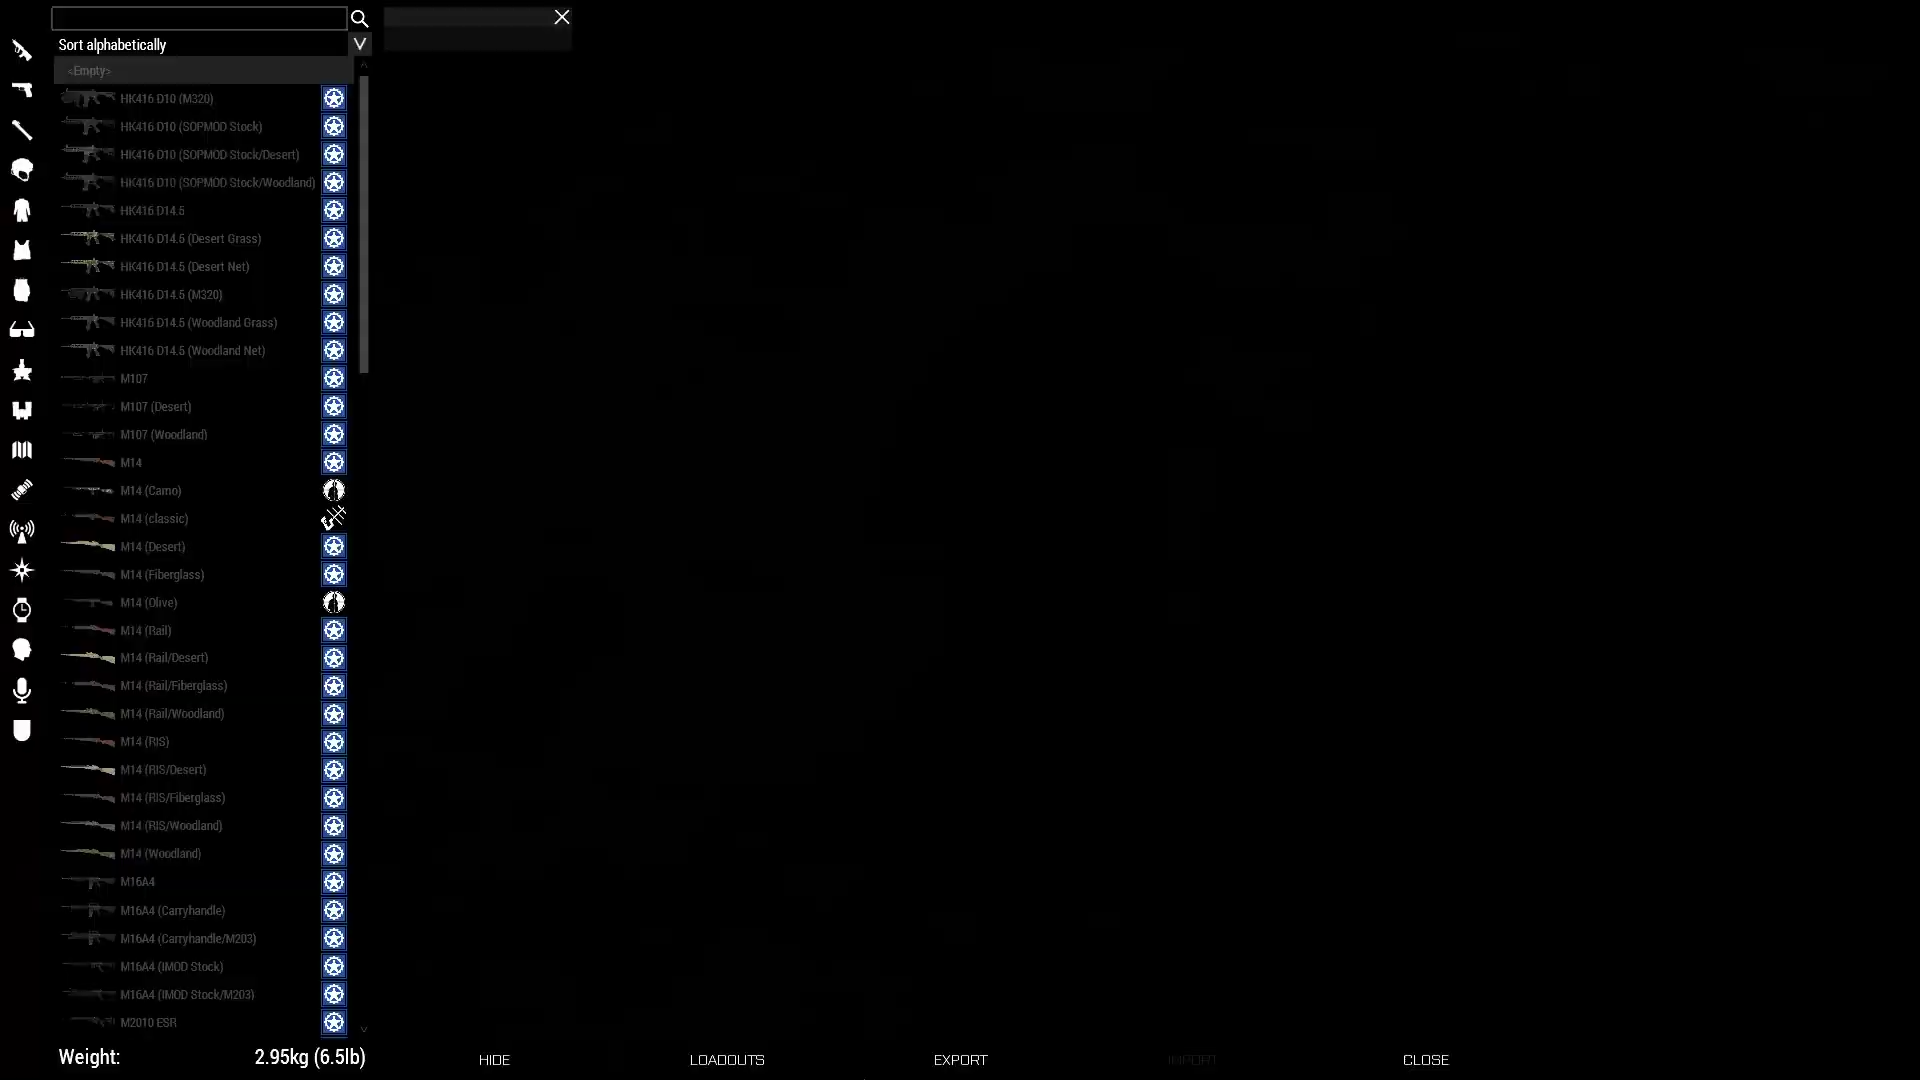 Sort alphabetically
V
<Empty>
HK416 D10 (M320)
HK416 D10 (SOPMOD Stock)
HK416 D10 (SOPMOD Stock/Desert)
HK416 D10 (SOPMOD Stock/Woodland)
HK416 D14.5
HK416 D14.5 (Desert Grass)
HK416 D14.5 (Desert Net)
HK416 D14.5 (M320)
HK416 D14.5 (Woodland Grass)
HK416 D14.5 (Woodland Net)
M107
M107 (Desert)
M107 (Woodland)
M14
M14 (Camo)
M14 (classic)
M14 (Desert)
M14 (Fiberglass)
M14 (Olive)
M14 (Rail)
M14 (Rail/Desert)
M14 (Rail/Fiberglass)
M14 (Rail/Woodland)
M14 (RIS)
M14 (RIS/Desert)
M14 (RIS/Fiberglass)
M14 (RIS/Woodland)
M14 (Woodland)
M16A4
M16A4 (Carryhandle)
M16A4 (Carryhandle/M203)
M16A4 (IMOD Stock)
M16A4 (IMOD Stock/M203)
M2010 ESR
Weight: 2.95kg (6.5lb)
HIDE LOADOUTS EXPORT IMPORT CLOSE